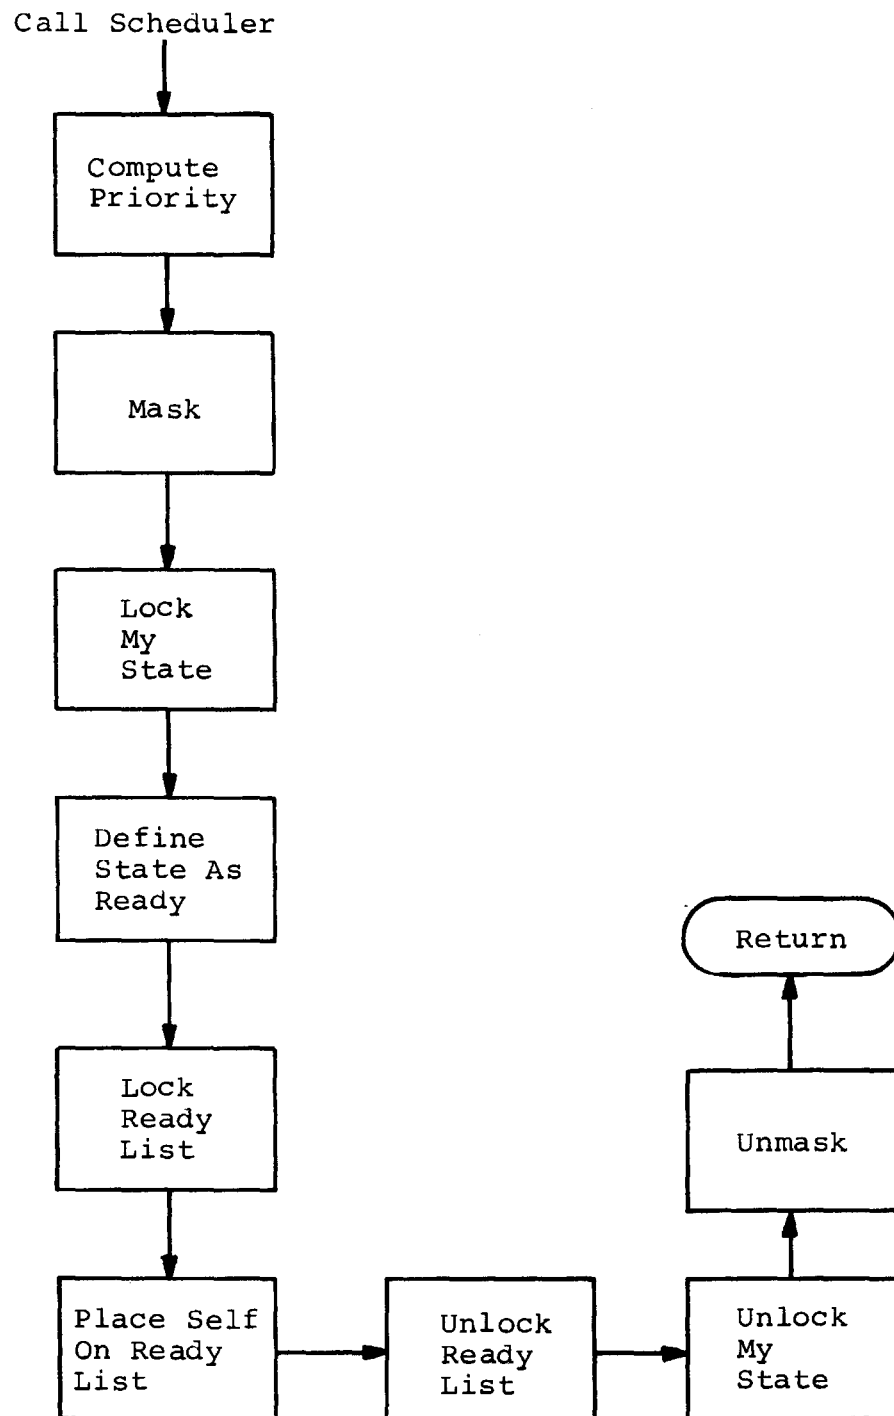 Call Scheduler
Compute
Priority
Mask
Lock
My
State
Define
State As
Ready
Lock
Ready
List
Place Self
On Ready
List
Unlock
Ready
List
Unlock
My
State
Unmask
Return